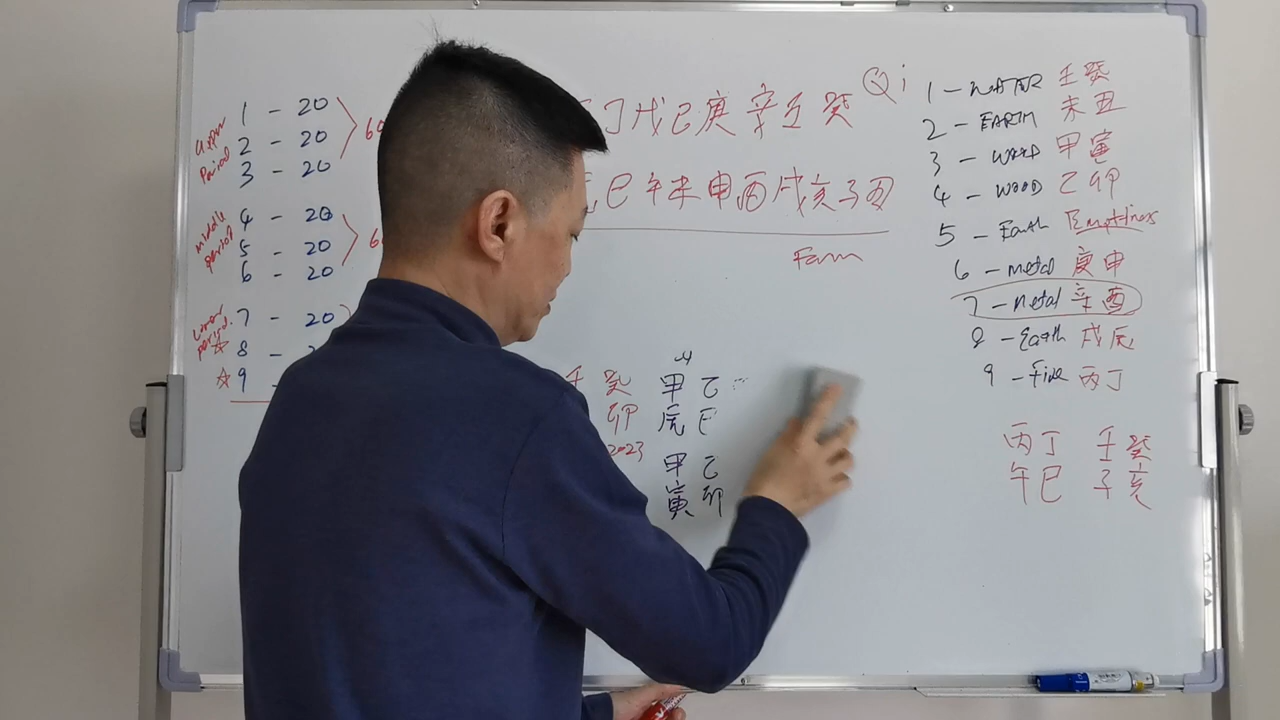 upper
Period
1 - 20
2 - 20
3 - 20
middle
period
4 - 20
5 - 20
6 - 20
Lower
period
7 - 20
☆ 8 -
☆ 9 -
丁戊己庚辛壬癸
Qi
巳午未申酉戌亥子丑
Form
壬 癸
卯
2023
甲 乙
辰
甲 乙
寅 卯
1 - WATER 壬癸
2 - EARTH 未丑
3 - WOOD 甲寅
4 - WOOD 乙卯
5 - Earth Emptiness
6 - metal 庚申
7 - metal 辛酉
8 - Earth 戌辰
9 - fire 丙丁
丙丁 壬癸
午巳 子亥